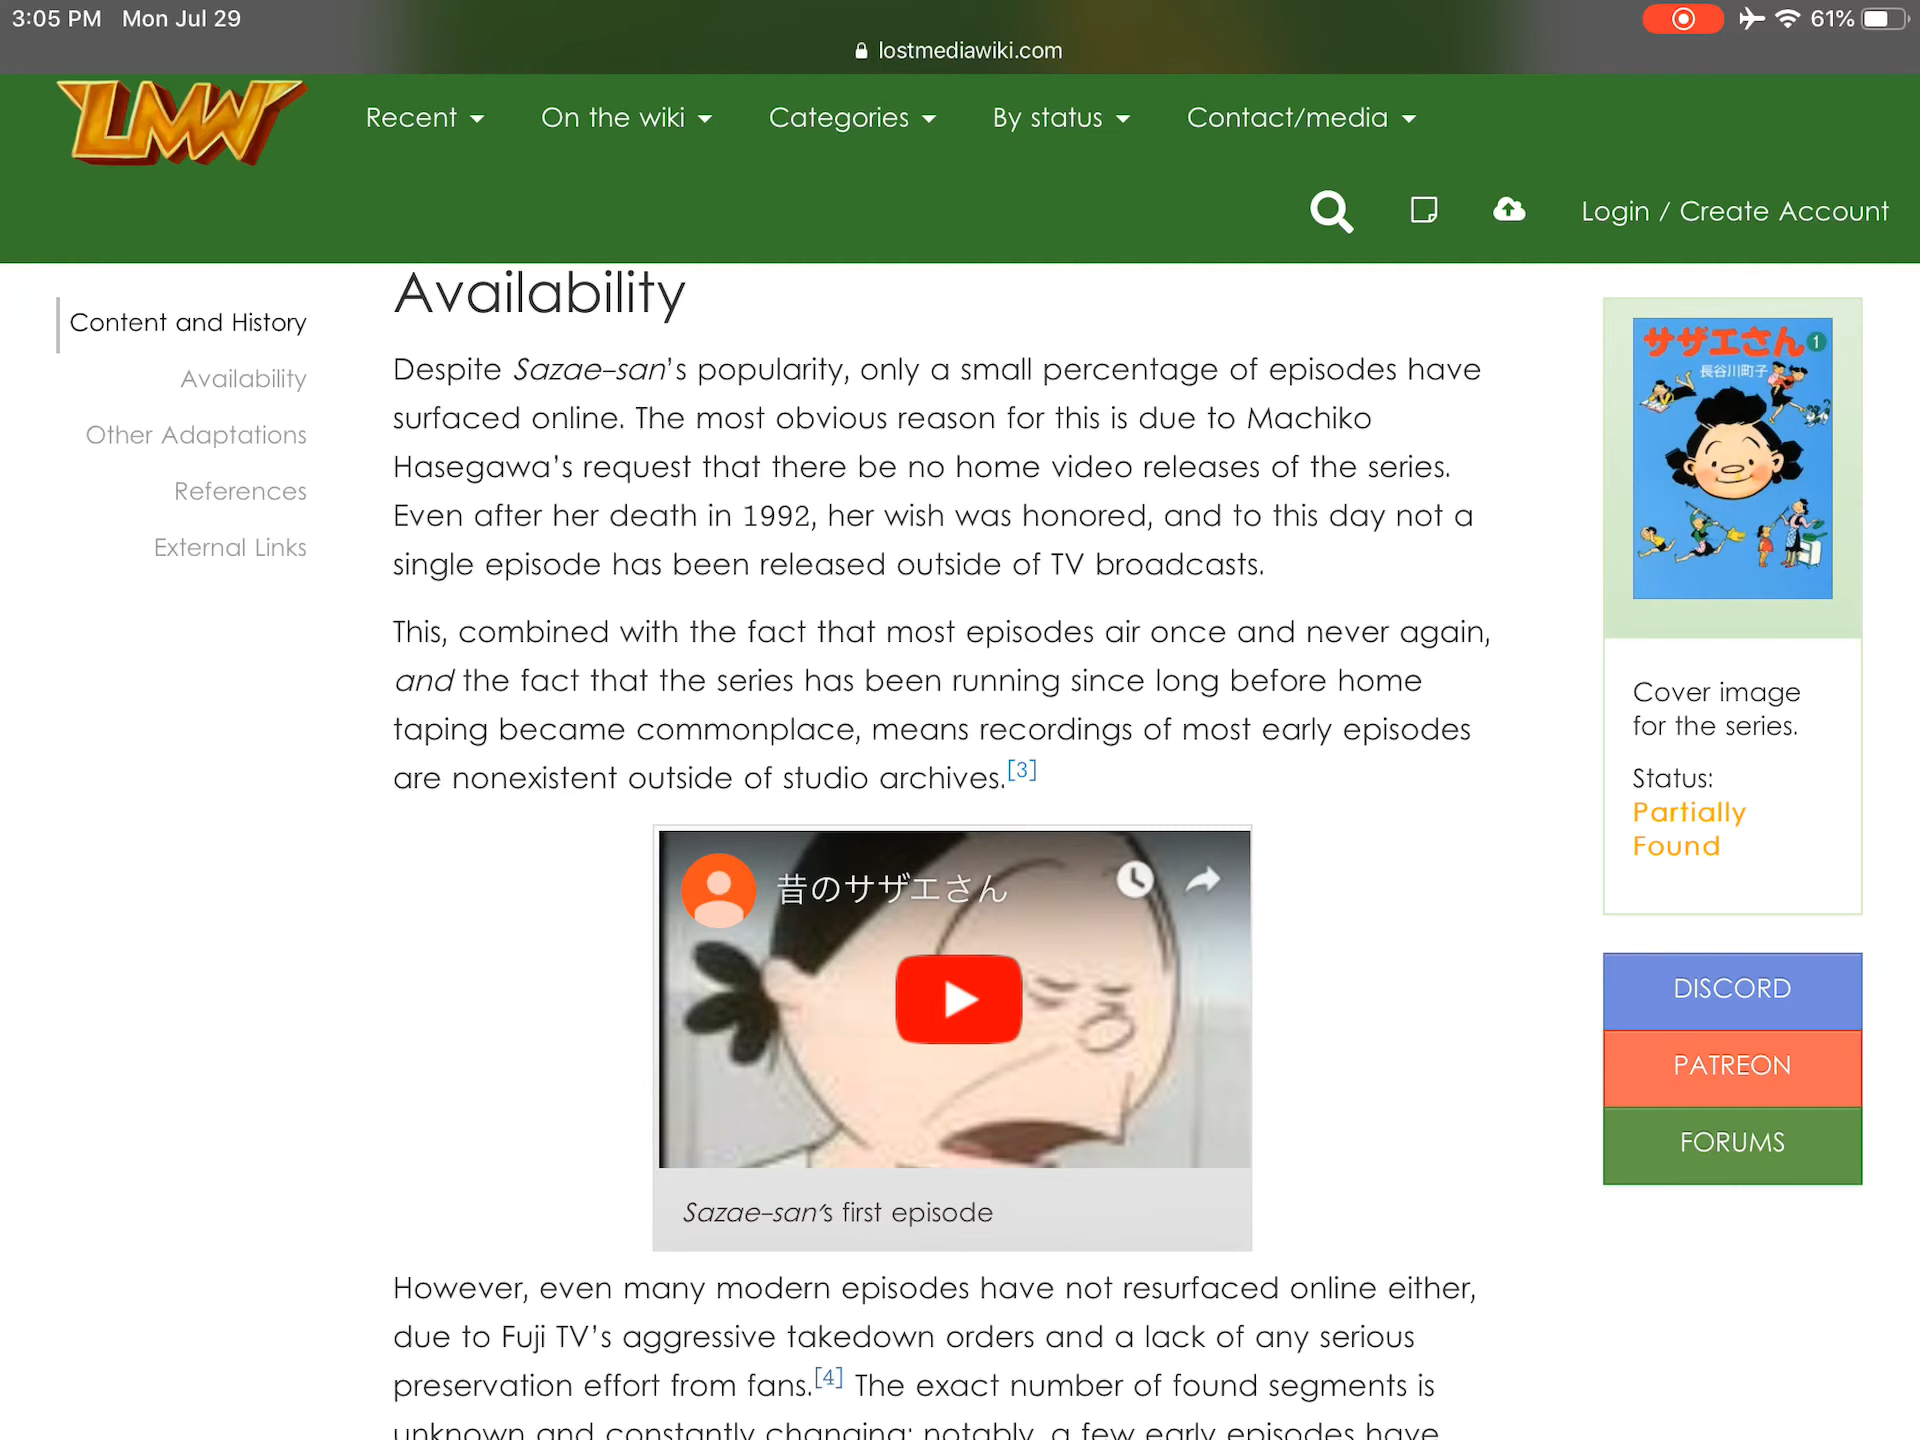 3:05 PM Mon Jul 29
61%
lostmediawiki.com
LMW
Recent
On the wiki
Categories
By status
Contact/media
Login / Create Account
Content and History
Availability
Other Adaptations
References
External Links
Availability
Despite Sazae-san's popularity, only a small percentage of episodes have
surfaced online. The most obvious reason for this is due to Machiko
Hasegawa's request that there be no home video releases of the series.
Even after her death in 1992, her wish was honored, and to this day not a
single episode has been released outside of TV broadcasts.
This, combined with the fact that most episodes air once and never again,
and the fact that the series has been running since long before home
taping became commonplace, means recordings of most early episodes
are nonexistent outside of studio archives.[3]
昔のサザエさん
Sazae-san's first episode
However, even many modern episodes have not resurfaced online either,
due to Fuji TV's aggressive takedown orders and a lack of any serious
preservation effort from fans.[4] The exact number of found segments is
unknown and constantly changing; notably, a few early episodes have
サザエさん 1
長谷川町子
Cover image
for the series.
Status:
Partially
Found
DISCORD
PATREON
FORUMS